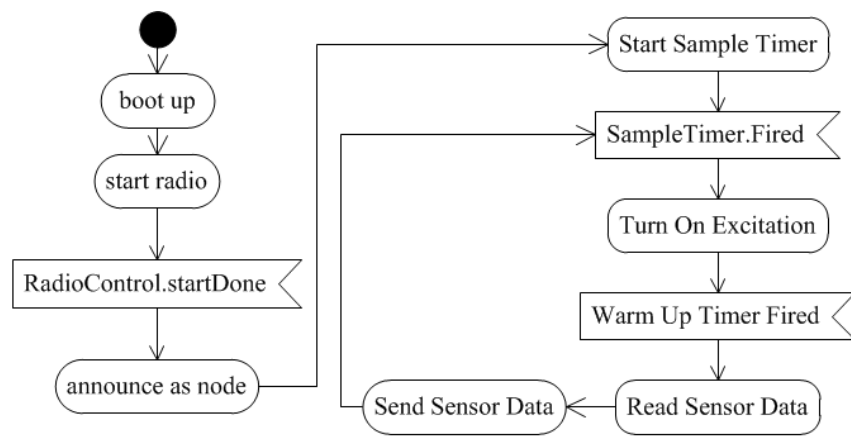 boot up
start radio
RadioControl.startDone
announce as node
Start Sample Timer
SampleTimer.Fired
Turn On Excitation
Warm Up Timer Fired
Read Sensor Data
Send Sensor Data